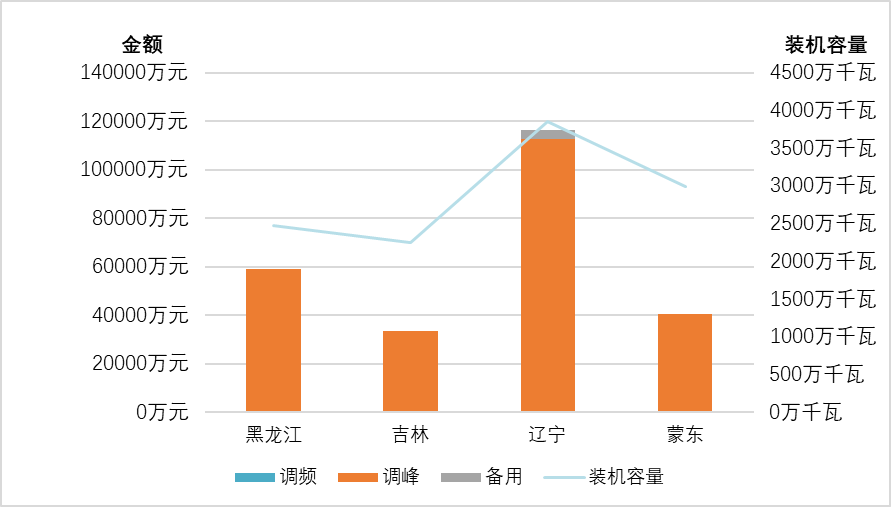 金额 装机容量
140000万元 4500万千瓦
120000万元 4000万千瓦
100000万元 3500万千瓦
80000万元 3000万千瓦
60000万元 2500万千瓦
40000万元 2000万千瓦
20000万元 1500万千瓦
0万元 1000万千瓦
500万千瓦
0万千瓦
黑龙江 吉林 辽宁 蒙东
调频 调峰 备用 装机容量